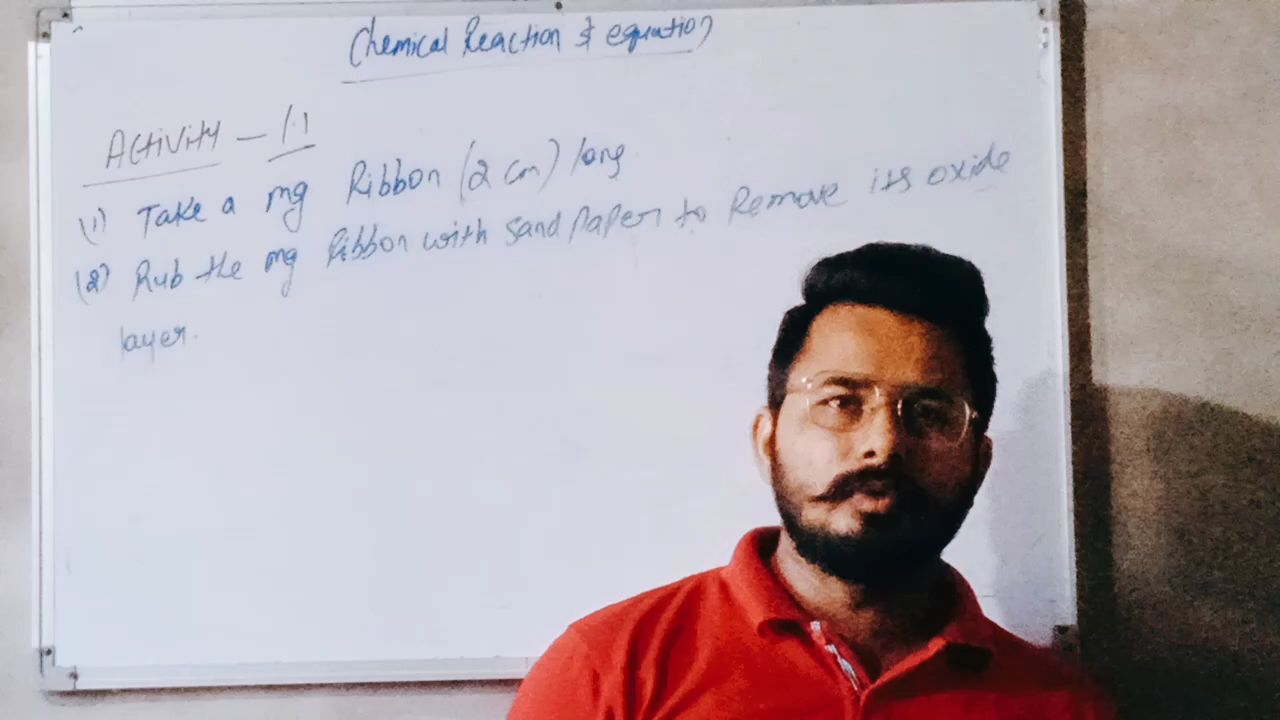 Chemical Reaction & equation
Activity - 1.1
(1) Take a mg Ribbon (2 cm) long
(2) Rub the mg Ribbon with sand paper to Remove its oxide
layer.